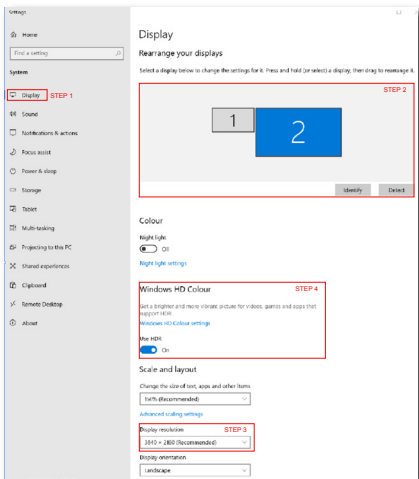 Settings
Home
Find a setting
System
Display STEP 1
Sound
Notifications & actions
Focus assist
Power & sleep
Storage
Tablet
Multi-tasking
Projecting to this PC
Shared experiences
Clipboard
Remote Desktop
About
Display
Rearrange your displays
Select a display below to change the settings for it. Press and hold (or select) a display, then drag to rearrange it.
STEP 2
1
2
Identify Detect
Colour
Night light
Off
Night light settings
Windows HD Colour STEP 4
Get a brighter and more vibrant picture for videos, games and apps that
support HDR.
Windows HD Colour settings
Use HDR
On
Scale and layout
Change the size of text, apps and other items
(Recommended)
Advanced scaling settings
Display resolution STEP 3
3840 × 2160 (Recommended)
Display orientation
Landscape